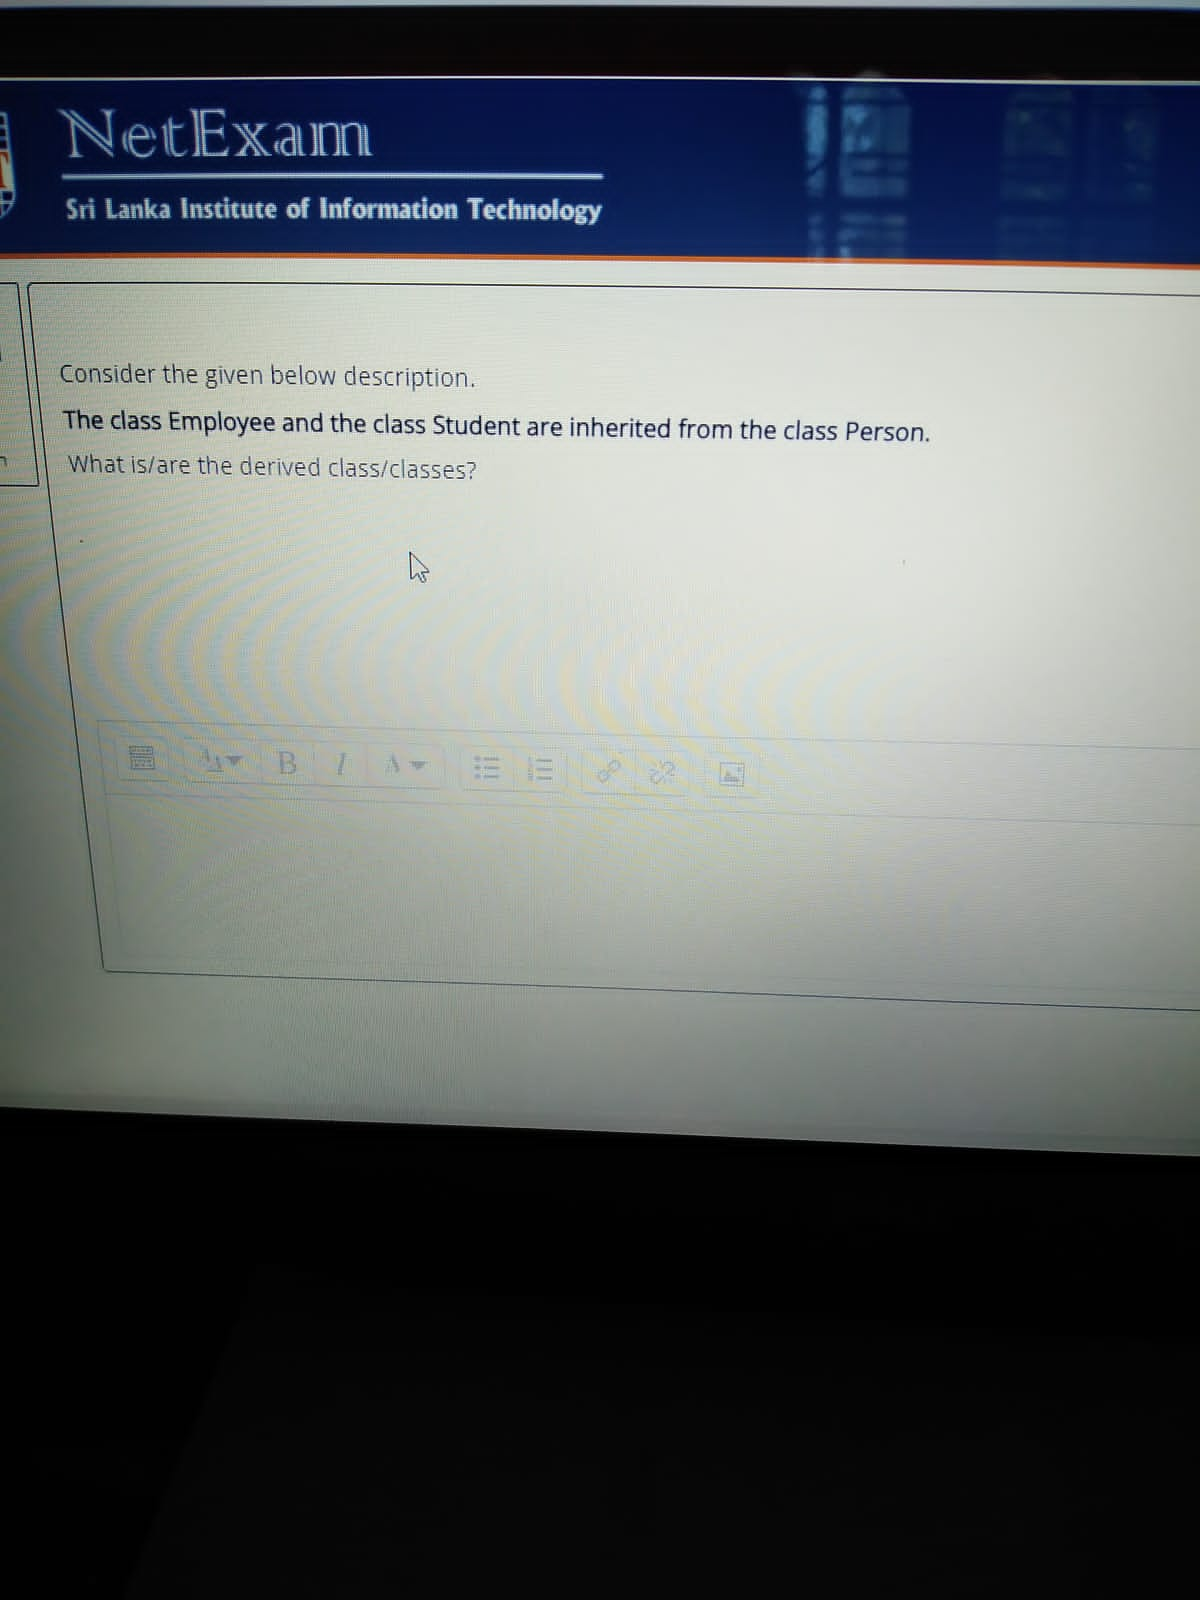 NetExam
Sri Lanka Institute of Information Technology
Consider the given below description.
The class Employee and the class Student are inherited from the class Person.
What is/are the derived class/classes?
B I A